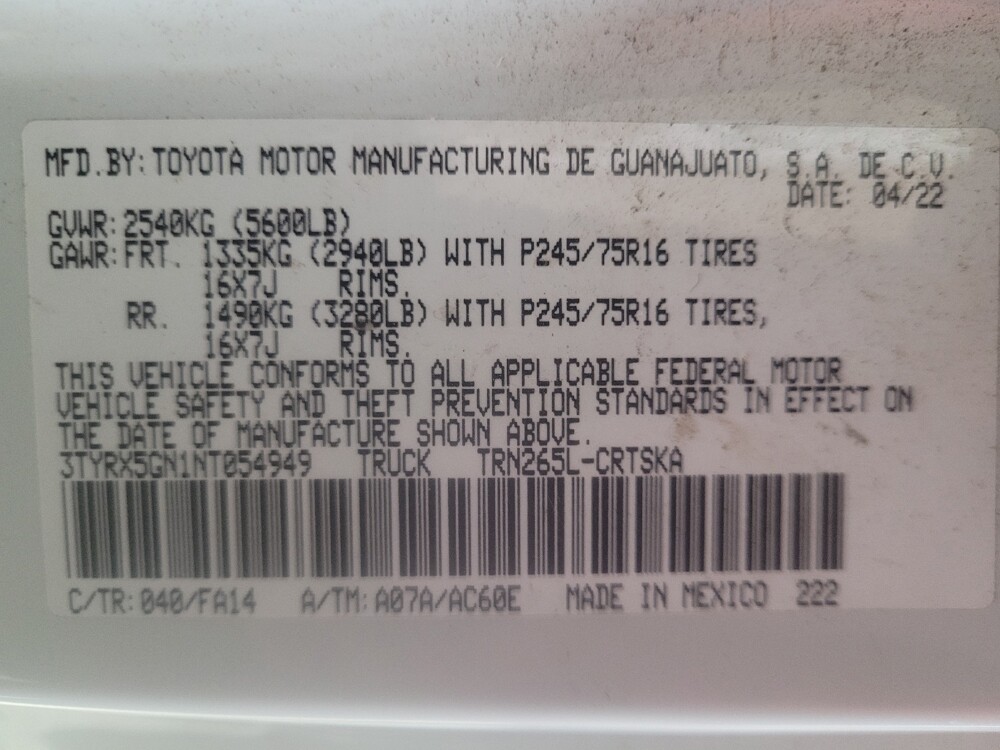 MFD.BY: TOYOTA MOTOR MANUFACTURING DE GUANAJUATO, S.A. DE C.V.
DATE: 04/22
GVWR: 2540KG (5600LB)
GAWR: FRT. 1335KG (2940LB) WITH P245/75R16 TIRES
16X7J RIMS.
RR. 1490KG (3280LB) WITH P245/75R16 TIRES,
16X7J RIMS.
THIS VEHICLE CONFORMS TO ALL APPLICABLE FEDERAL MOTOR
VEHICLE SAFETY AND THEFT PREVENTION STANDARDS IN EFFECT ON
THE DATE OF MANUFACTURE SHOWN ABOVE.
3TYRX5GN1NT054949 TRUCK TRN265L-CRTSKA
C/TR: 040/FA14 A/TM: A07A/AC60E MADE IN MEXICO 222